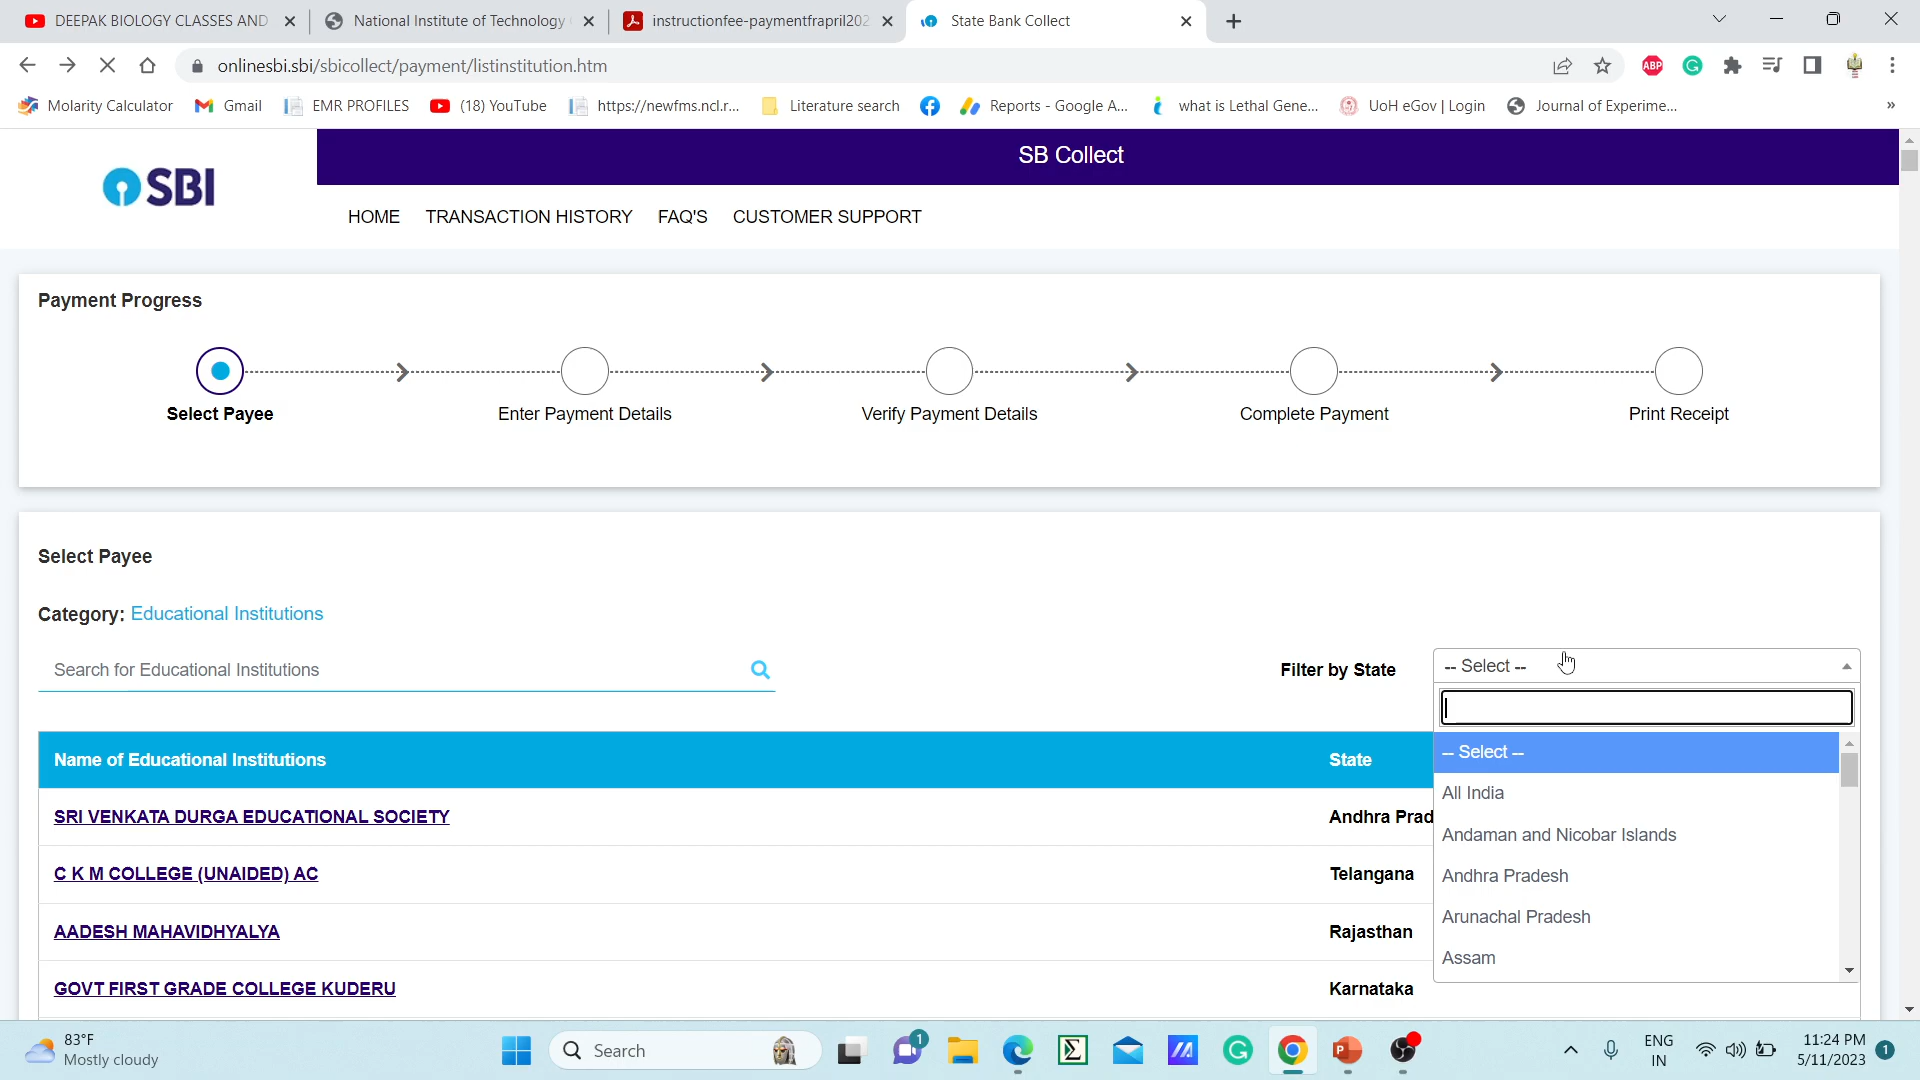 DEEPAK BIOLOGY CLASSES AND
National Institute of Technology
instructionfee-paymentfrapril202
State Bank Collect
onlinesbi.sbi/sbicollect/payment/listinstitution.htm
ABP
Molarity Calculator
Gmail
EMR PROFILES
(18) YouTube
https://newfms.ncl.r...
Literature search
Reports - Google A...
what is Lethal Gene...
UoH eGov | Login
Journal of Experime...
»
SBI
SB Collect
HOME TRANSACTION HISTORY FAQ'S CUSTOMER SUPPORT
Payment Progress
Select Payee
Enter Payment Details
Verify Payment Details
Complete Payment
Print Receipt
Select Payee
Category: Educational Institutions
Search for Educational Institutions
Filter by State
-- Select --
-- Select --
All India
Andaman and Nicobar Islands
Andhra Pradesh
Arunachal Pradesh
Assam
Name of Educational Institutions State
SRI VENKATA DURGA EDUCATIONAL SOCIETY Andhra Prad
C K M COLLEGE (UNAIDED) AC Telangana
AADESH MAHAVIDHYALYA Rajasthan
GOVT FIRST GRADE COLLEGE KUDERU Karnataka
83°F
Mostly cloudy
Search
1
ENG
IN
11:24 PM
5/11/2023
1